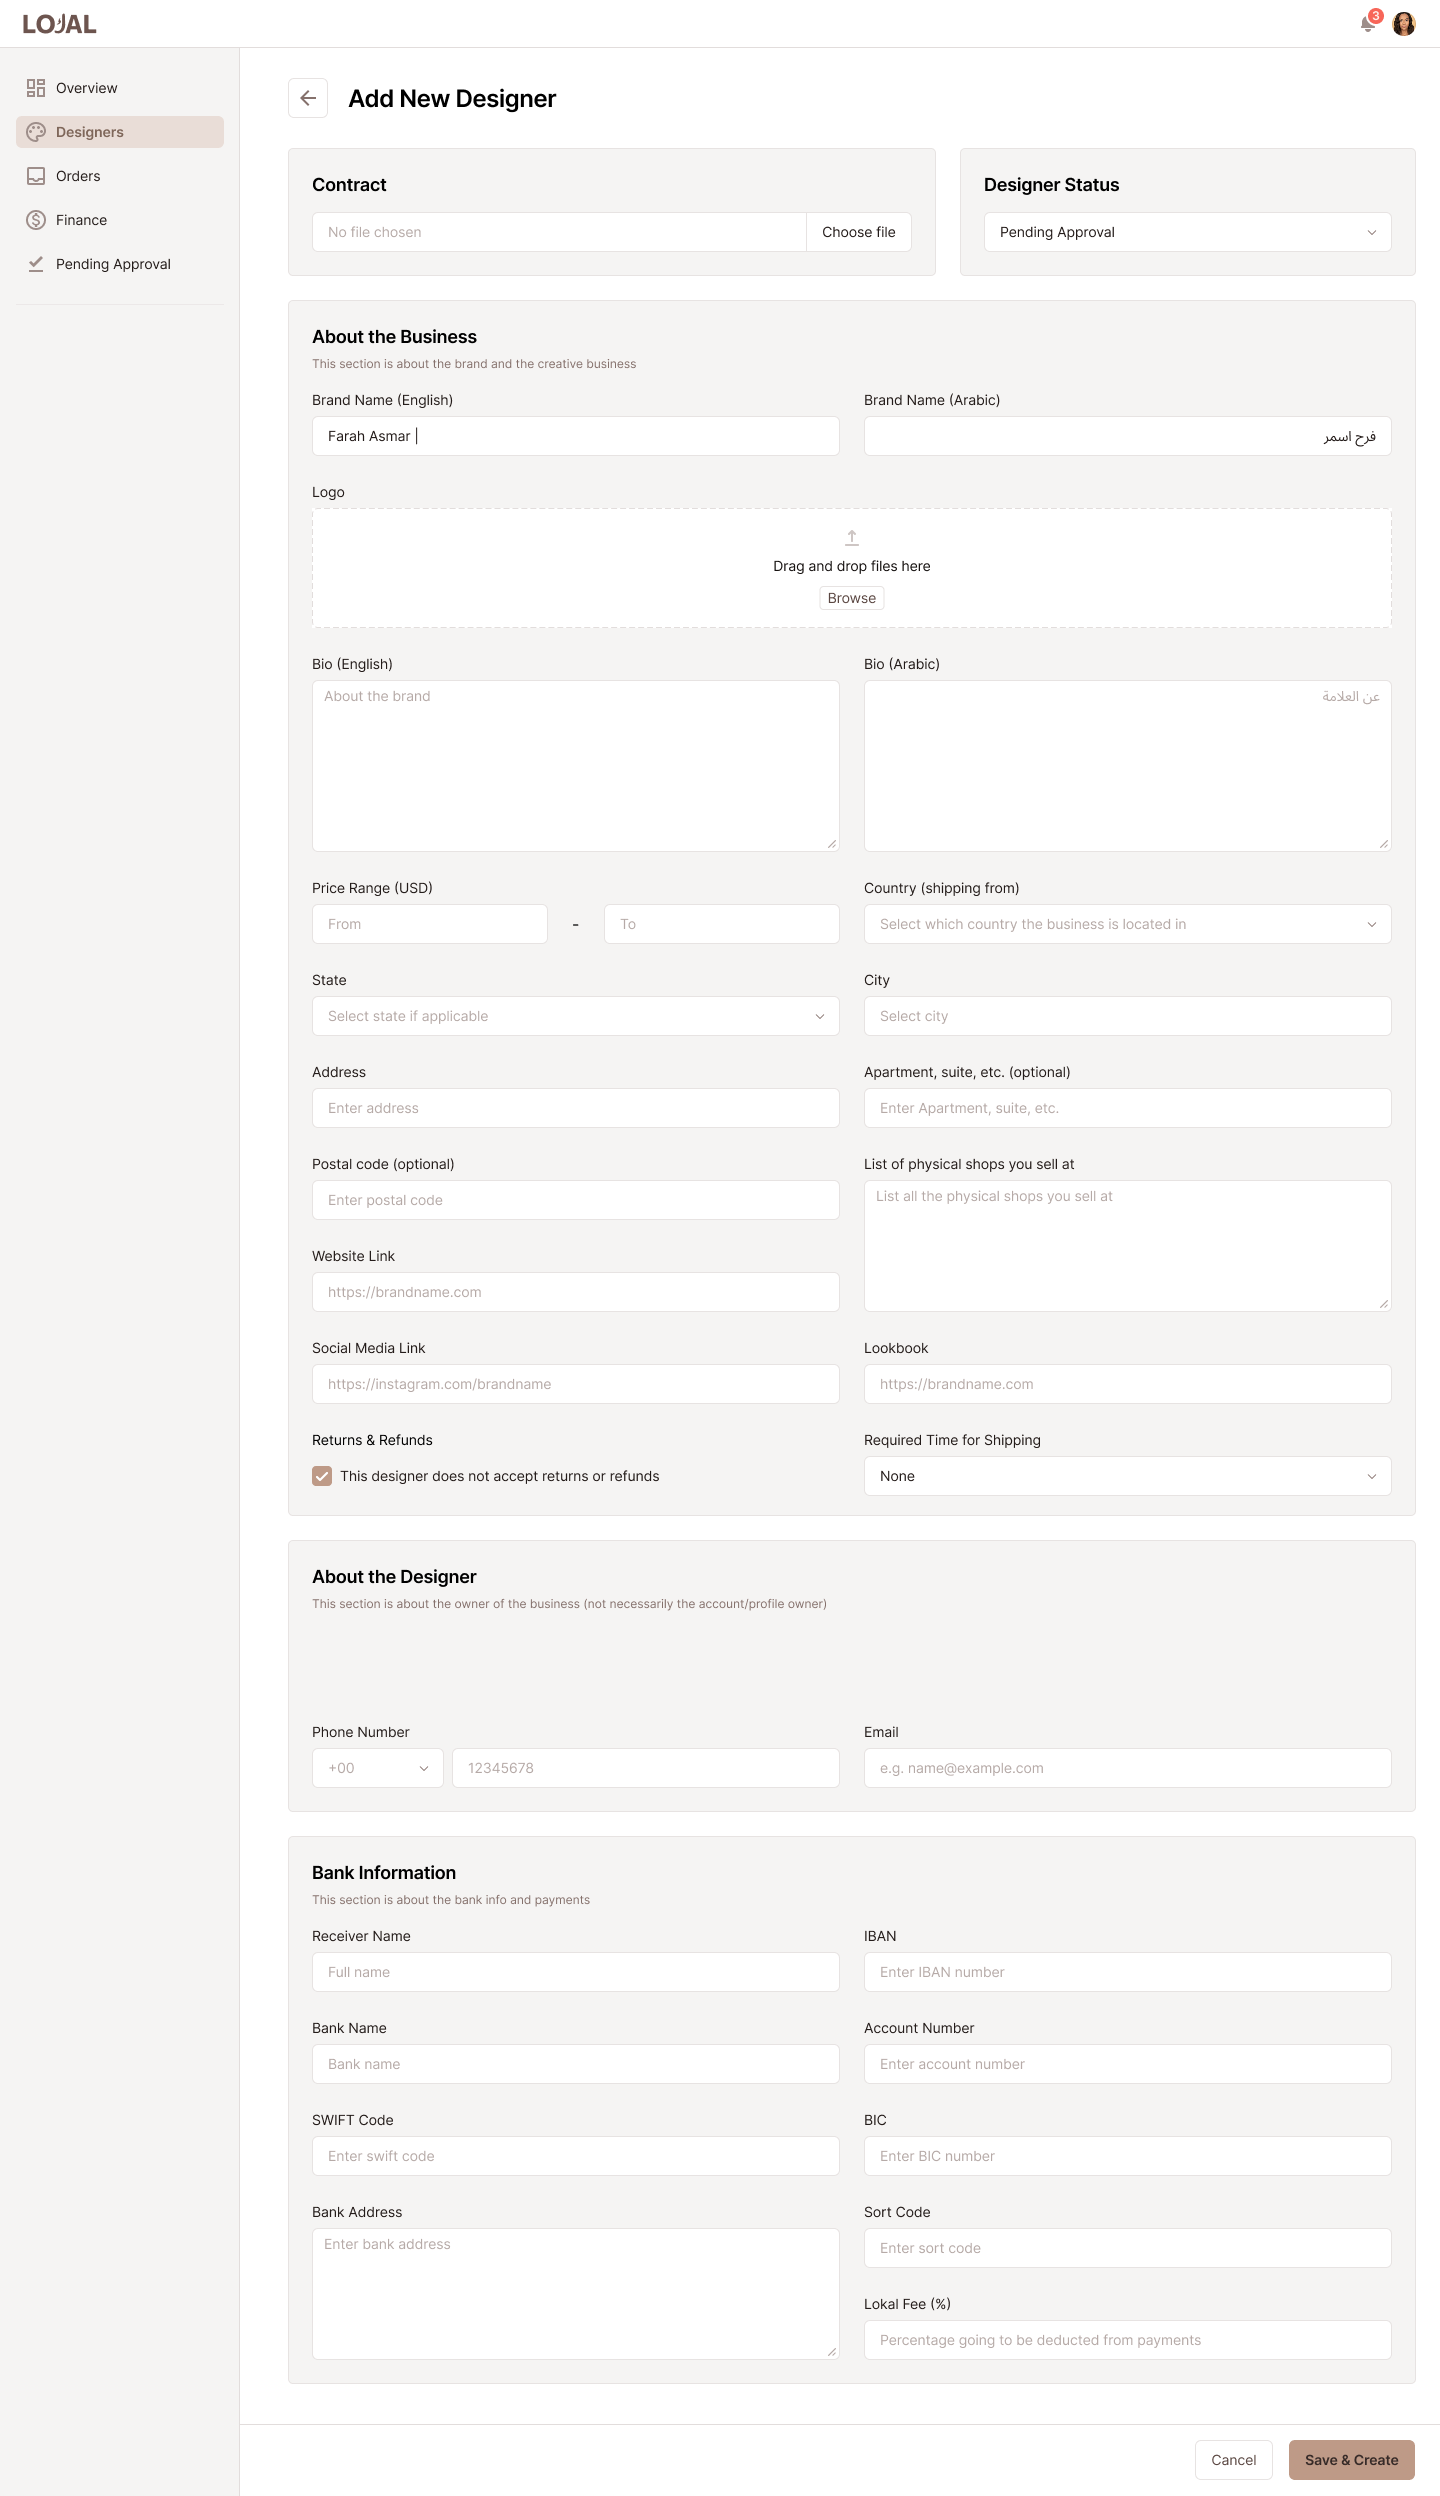 LOJAL
3
Overview
Designers
Orders
Finance
Pending Approval
Add New Designer
Contract
No file chosen
Choose file
Designer Status
Pending Approval
About the Business
This section is about the brand and the creative business
Brand Name (English)
Farah Asmar
Brand Name (Arabic)
فرح اسمر
Logo
Drag and drop files here
Browse
Bio (English)
About the brand
Bio (Arabic)
عن العلامة
Price Range (USD)
From
-
To
Country (shipping from)
Select which country the business is located in
State
Select state if applicable
City
Select city
Address
Enter address
Apartment, suite, etc. (optional)
Enter Apartment, suite, etc.
Postal code (optional)
Enter postal code
List of physical shops you sell at
List all the physical shops you sell at
Website Link
https://brandname.com
Social Media Link
https://instagram.com/brandname
Lookbook
https://brandname.com
Returns & Refunds
This designer does not accept returns or refunds
Required Time for Shipping
None
About the Designer
This section is about the owner of the business (not necessarily the account/profile owner)
Phone Number
+00
12345678
Email
e.g. name@example.com
Bank Information
This section is about the bank info and payments
Receiver Name
Full name
IBAN
Enter IBAN number
Bank Name
Bank name
Account Number
Enter account number
SWIFT Code
Enter swift code
BIC
Enter BIC number
Bank Address
Enter bank address
Sort Code
Enter sort code
Lokal Fee (%)
Percentage going to be deducted from payments
Cancel
Save & Create